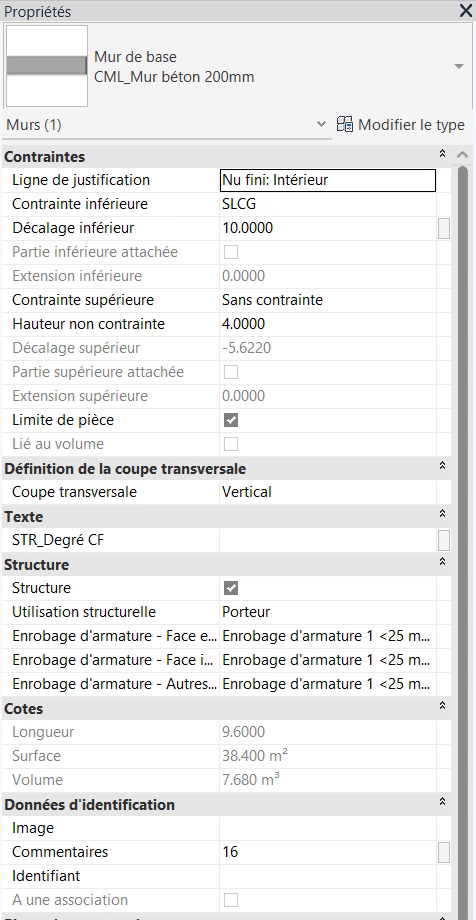 Propriétés
Mur de base
CML_Mur béton 200mm
Murs (1)
Modifier le type
Contraintes
Ligne de justification Nu fini: Intérieur
Contrainte inférieure SLCG
Décalage inférieur 10.0000
Partie inférieure attachée
Extension inférieure 0.0000
Contrainte supérieure Sans contrainte
Hauteur non contrainte 4.0000
Décalage supérieur -5.6220
Partie supérieure attachée
Extension supérieure 0.0000
Limite de pièce
Lié au volume
Définition de la coupe transversale
Coupe transversale Vertical
Texte
STR_Degré CF
Structure
Structure
Utilisation structurelle Porteur
Enrobage d'armature - Face e... Enrobage d'armature 1 <25 m...
Enrobage d'armature - Face i... Enrobage d'armature 1 <25 m...
Enrobage d'armature - Autres... Enrobage d'armature 1 <25 m...
Cotes
Longueur 9.6000
Surface 38.400 m²
Volume 7.680 m³
Données d'identification
Image
Commentaires 16
Identifiant
A une association